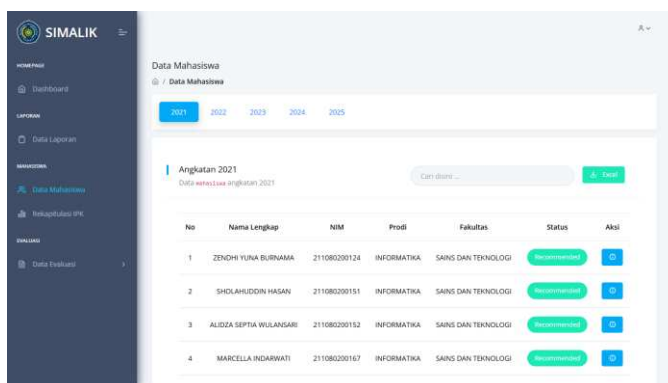 SIMALIK
HOMEPAGE
Dashboard
LAPORAN
Data Laporan
MAHASISWA
Data Mahasiswa
Rekapitulasi IPK
EVALUASI
Data Evaluasi
Data Mahasiswa
/ Data Mahasiswa
2021 2022 2023 2024 2025
Angkatan 2021
Data mahasiswa angkatan 2021
Cari disini ...
Excel
No Nama Lengkap NIM Prodi Fakultas Status Aksi
1 ZENDHI YUNA BURNAMA 211080200124 INFORMATIKA SAINS DAN TEKNOLOGI Recommended
2 SHOLAHUDDIN HASAN 211080200151 INFORMATIKA SAINS DAN TEKNOLOGI Recommended
3 ALIDZA SEPTIA WULANSARI 211080200152 INFORMATIKA SAINS DAN TEKNOLOGI Recommended
4 MARCELLA INDARWATI 211080200167 INFORMATIKA SAINS DAN TEKNOLOGI Recommended